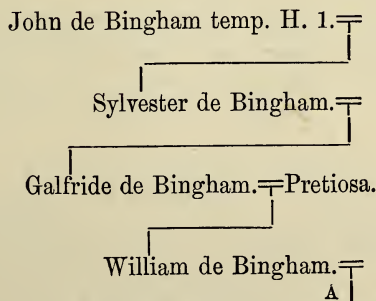 John de Bingham temp. H. 1.
Sylvester de Bingham.
Galfride de Bingham. Pretiosa.
William de Bingham.
A